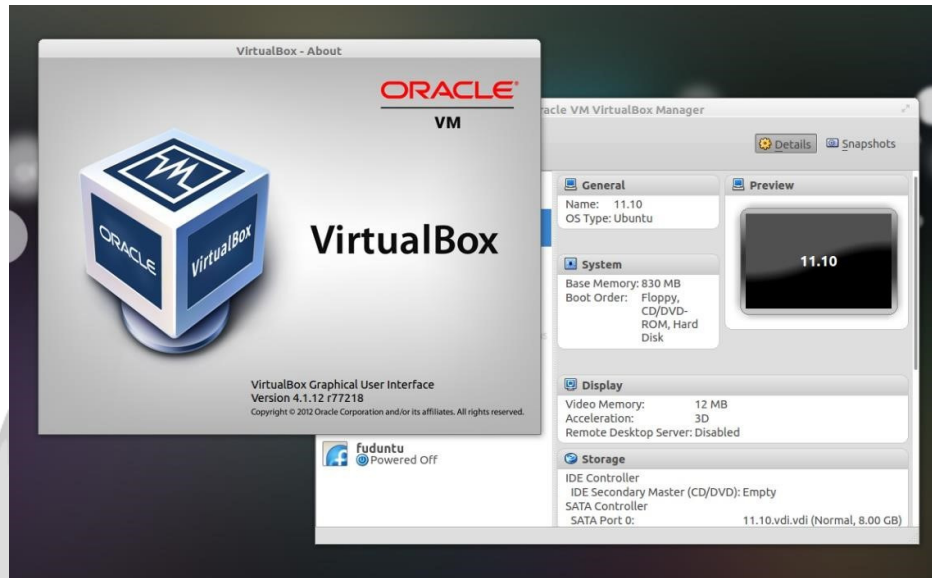 VirtualBox - About
ORACLE®
VM
ORACLE
VirtualBox
VirtualBox
VirtualBox Graphical User Interface
Version 4.1.12 r77218
Copyright © 2012 Oracle Corporation and/or its affiliates. All rights reserved.
acle VM VirtualBox Manager
Details
Snapshots
General
Name: 11.10
OS Type: Ubuntu
Preview
11.10
System
Base Memory: 830 MB
Boot Order: Floppy,
CD/DVD-
ROM, Hard
Disk
Display
Video Memory: 12 MB
Acceleration: 3D
Remote Desktop Server: Disabled
Storage
IDE Controller
IDE Secondary Master (CD/DVD): Empty
SATA Controller
SATA Port 0: 11.10.vdi.vdi (Normal, 8.00 GB)
fuduntu
Powered Off